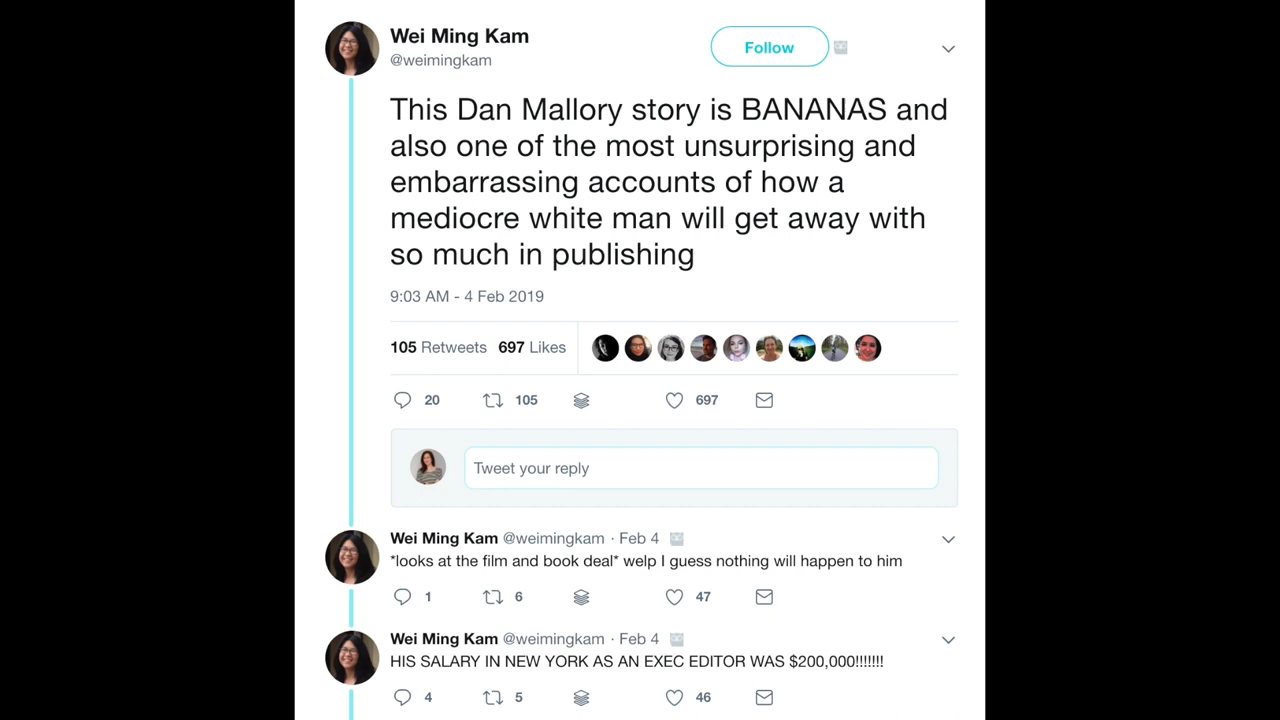 Wei Ming Kam
@weimingkam
Follow
This Dan Mallory story is BANANAS and
also one of the most unsurprising and
embarrassing accounts of how a
mediocre white man will get away with
so much in publishing
9:03 AM - 4 Feb 2019
105 Retweets 697 Likes
20 105 697
Tweet your reply
Wei Ming Kam @weimingkam · Feb 4
*looks at the film and book deal* welp I guess nothing will happen to him
1 6 47
Wei Ming Kam @weimingkam · Feb 4
HIS SALARY IN NEW YORK AS AN EXEC EDITOR WAS $200,000!!!!!!!
4 5 46